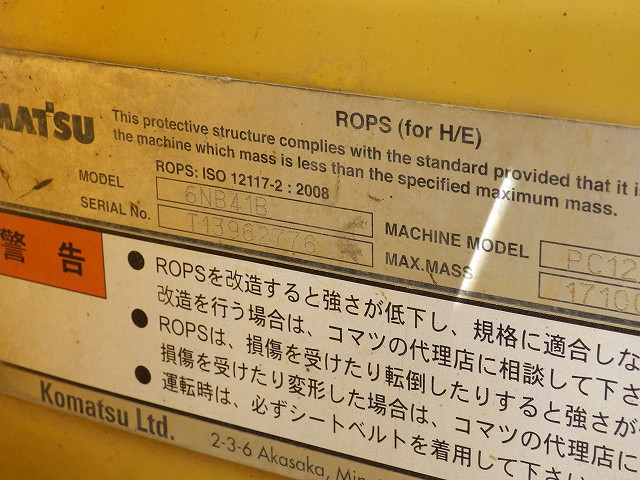 MATSU
ROPS (for H/E)
This protective structure complies with the standard provided that it i
the machine which mass is less than the specified maximum mass.
ROPS: ISO 12117-2 : 2008
MODEL 6NB41B
SERIAL No. T13962776
MACHINE MODEL PC12
MAX.MASS 1710
警告
● ROPSを改造すると強さが低下し、規格に適合しな
改造を行う場合は、コマツの代理店に相談して下さ
● ROPSは、損傷を受けたり転倒したりすると強さが
損傷を受けたり変形した場合は、コマツの代理店に
● 運転時は、必ずシートベルトを着用して下さい
Komatsu Ltd.
2-3-6 Akasaka, Min